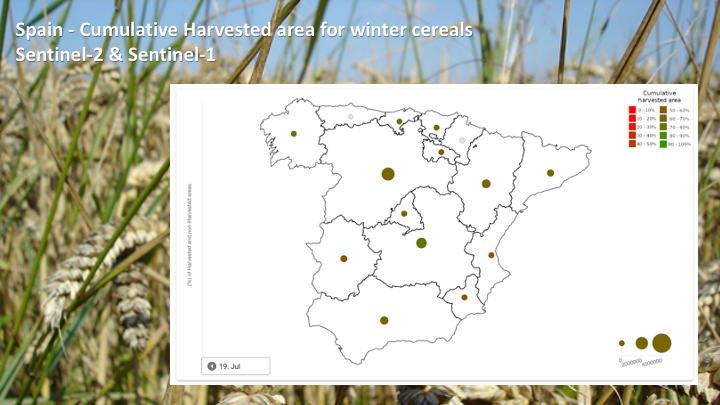 Spain - Cumulative Harvested area for winter cereals
Sentinel-2 & Sentinel-1
Cumulative
harvested area
0 - 10% 50 - 60%
10 - 20% 60 - 70%
20 - 30% 70 - 80%
30 - 40% 80 - 90%
40 - 50% 90 - 100%
(%) of Harvested and non-Harvested areas
0
2000000
4000000
19. Jul